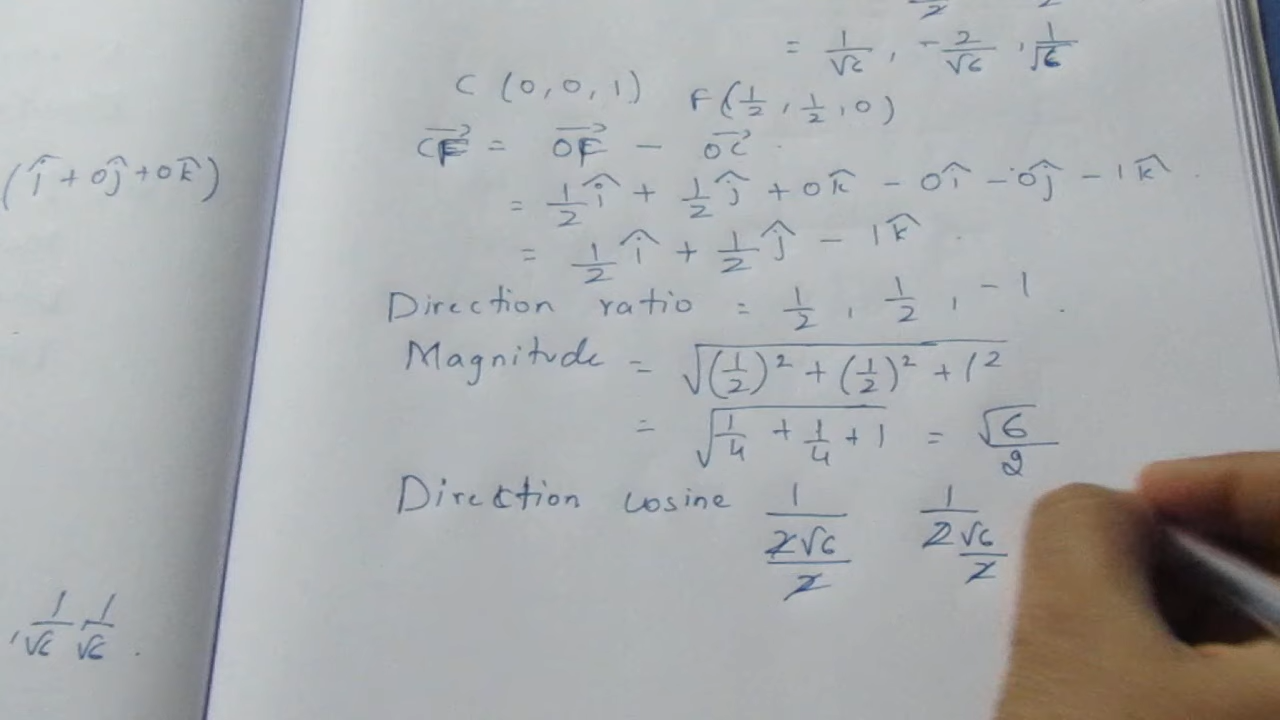 (î + 0ĵ + 0k̂)
, 1/√6 1/√6 .
= 1/√6 , -2/√6 , 1/√6
C (0, 0, 1) F(1/2 , 1/2 , 0)
CF⃗ = OF⃗ - OC⃗ .
= 1/2 î + 1/2 ĵ + 0k̂ - 0î - 0ĵ - 1k̂ .
= 1/2 î + 1/2 ĵ - 1k̂ .
Direction ratio = 1/2 , 1/2 , -1 .
Magnitude = √((1/2)² + (1/2)² + 1²)
= √(1/4 + 1/4 + 1) = √6/2
Direction cosine 1/(2√6/2) 1/(2√6/2)